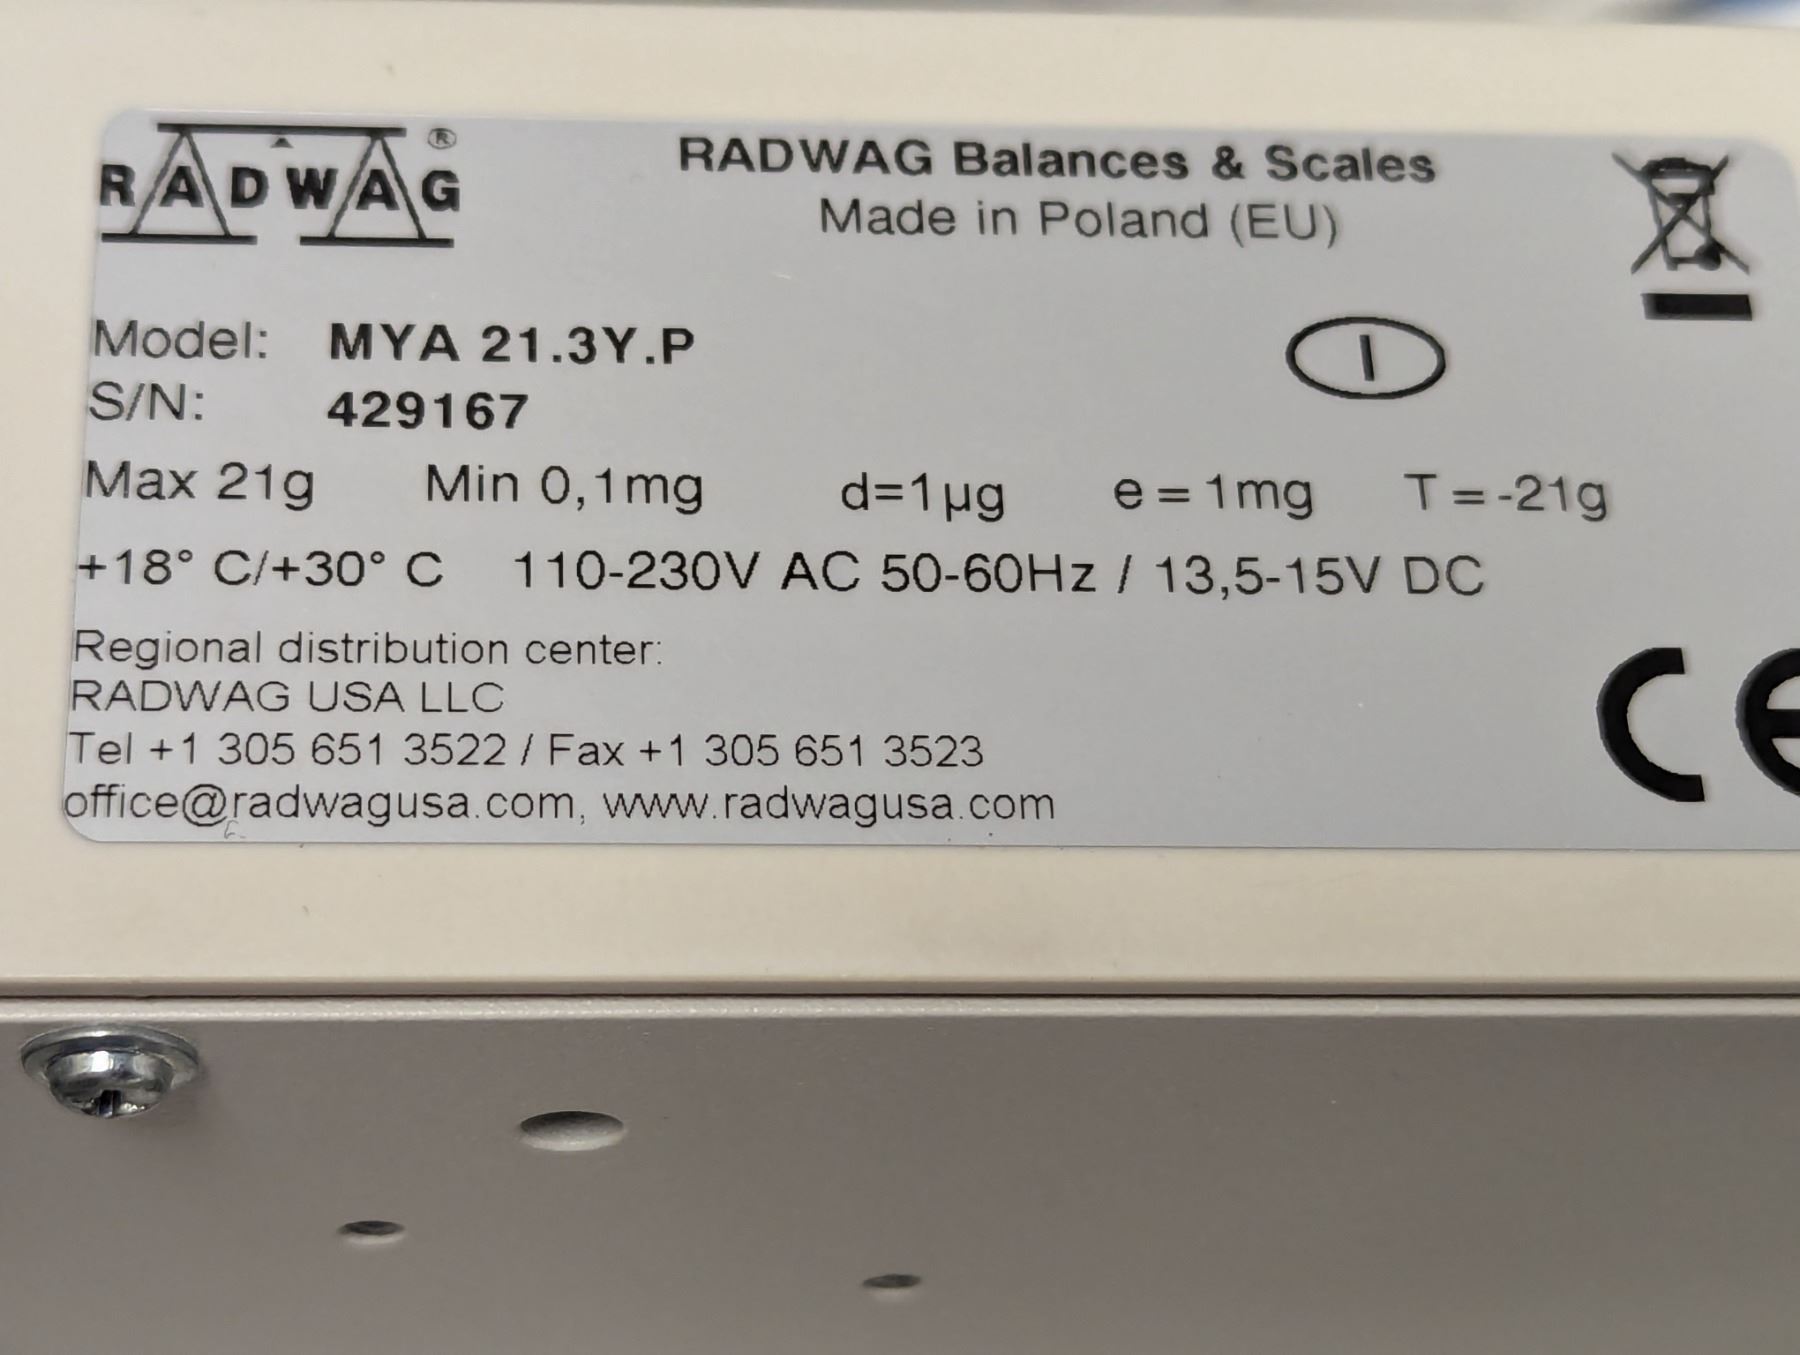 RADWAG®
RADWAG Balances & Scales
Made in Poland (EU)
Model: MYA 21.3Y.P
S/N: 429167
I
Max 21g Min 0,1mg d=1µg e=1mg T=-21g
+18° C/+30° C 110-230V AC 50-60Hz / 13,5-15V DC
Regional distribution center:
RADWAG USA LLC
Tel +1 305 651 3522 / Fax +1 305 651 3523
office@radwagusa.com, www.radwagusa.com
CE